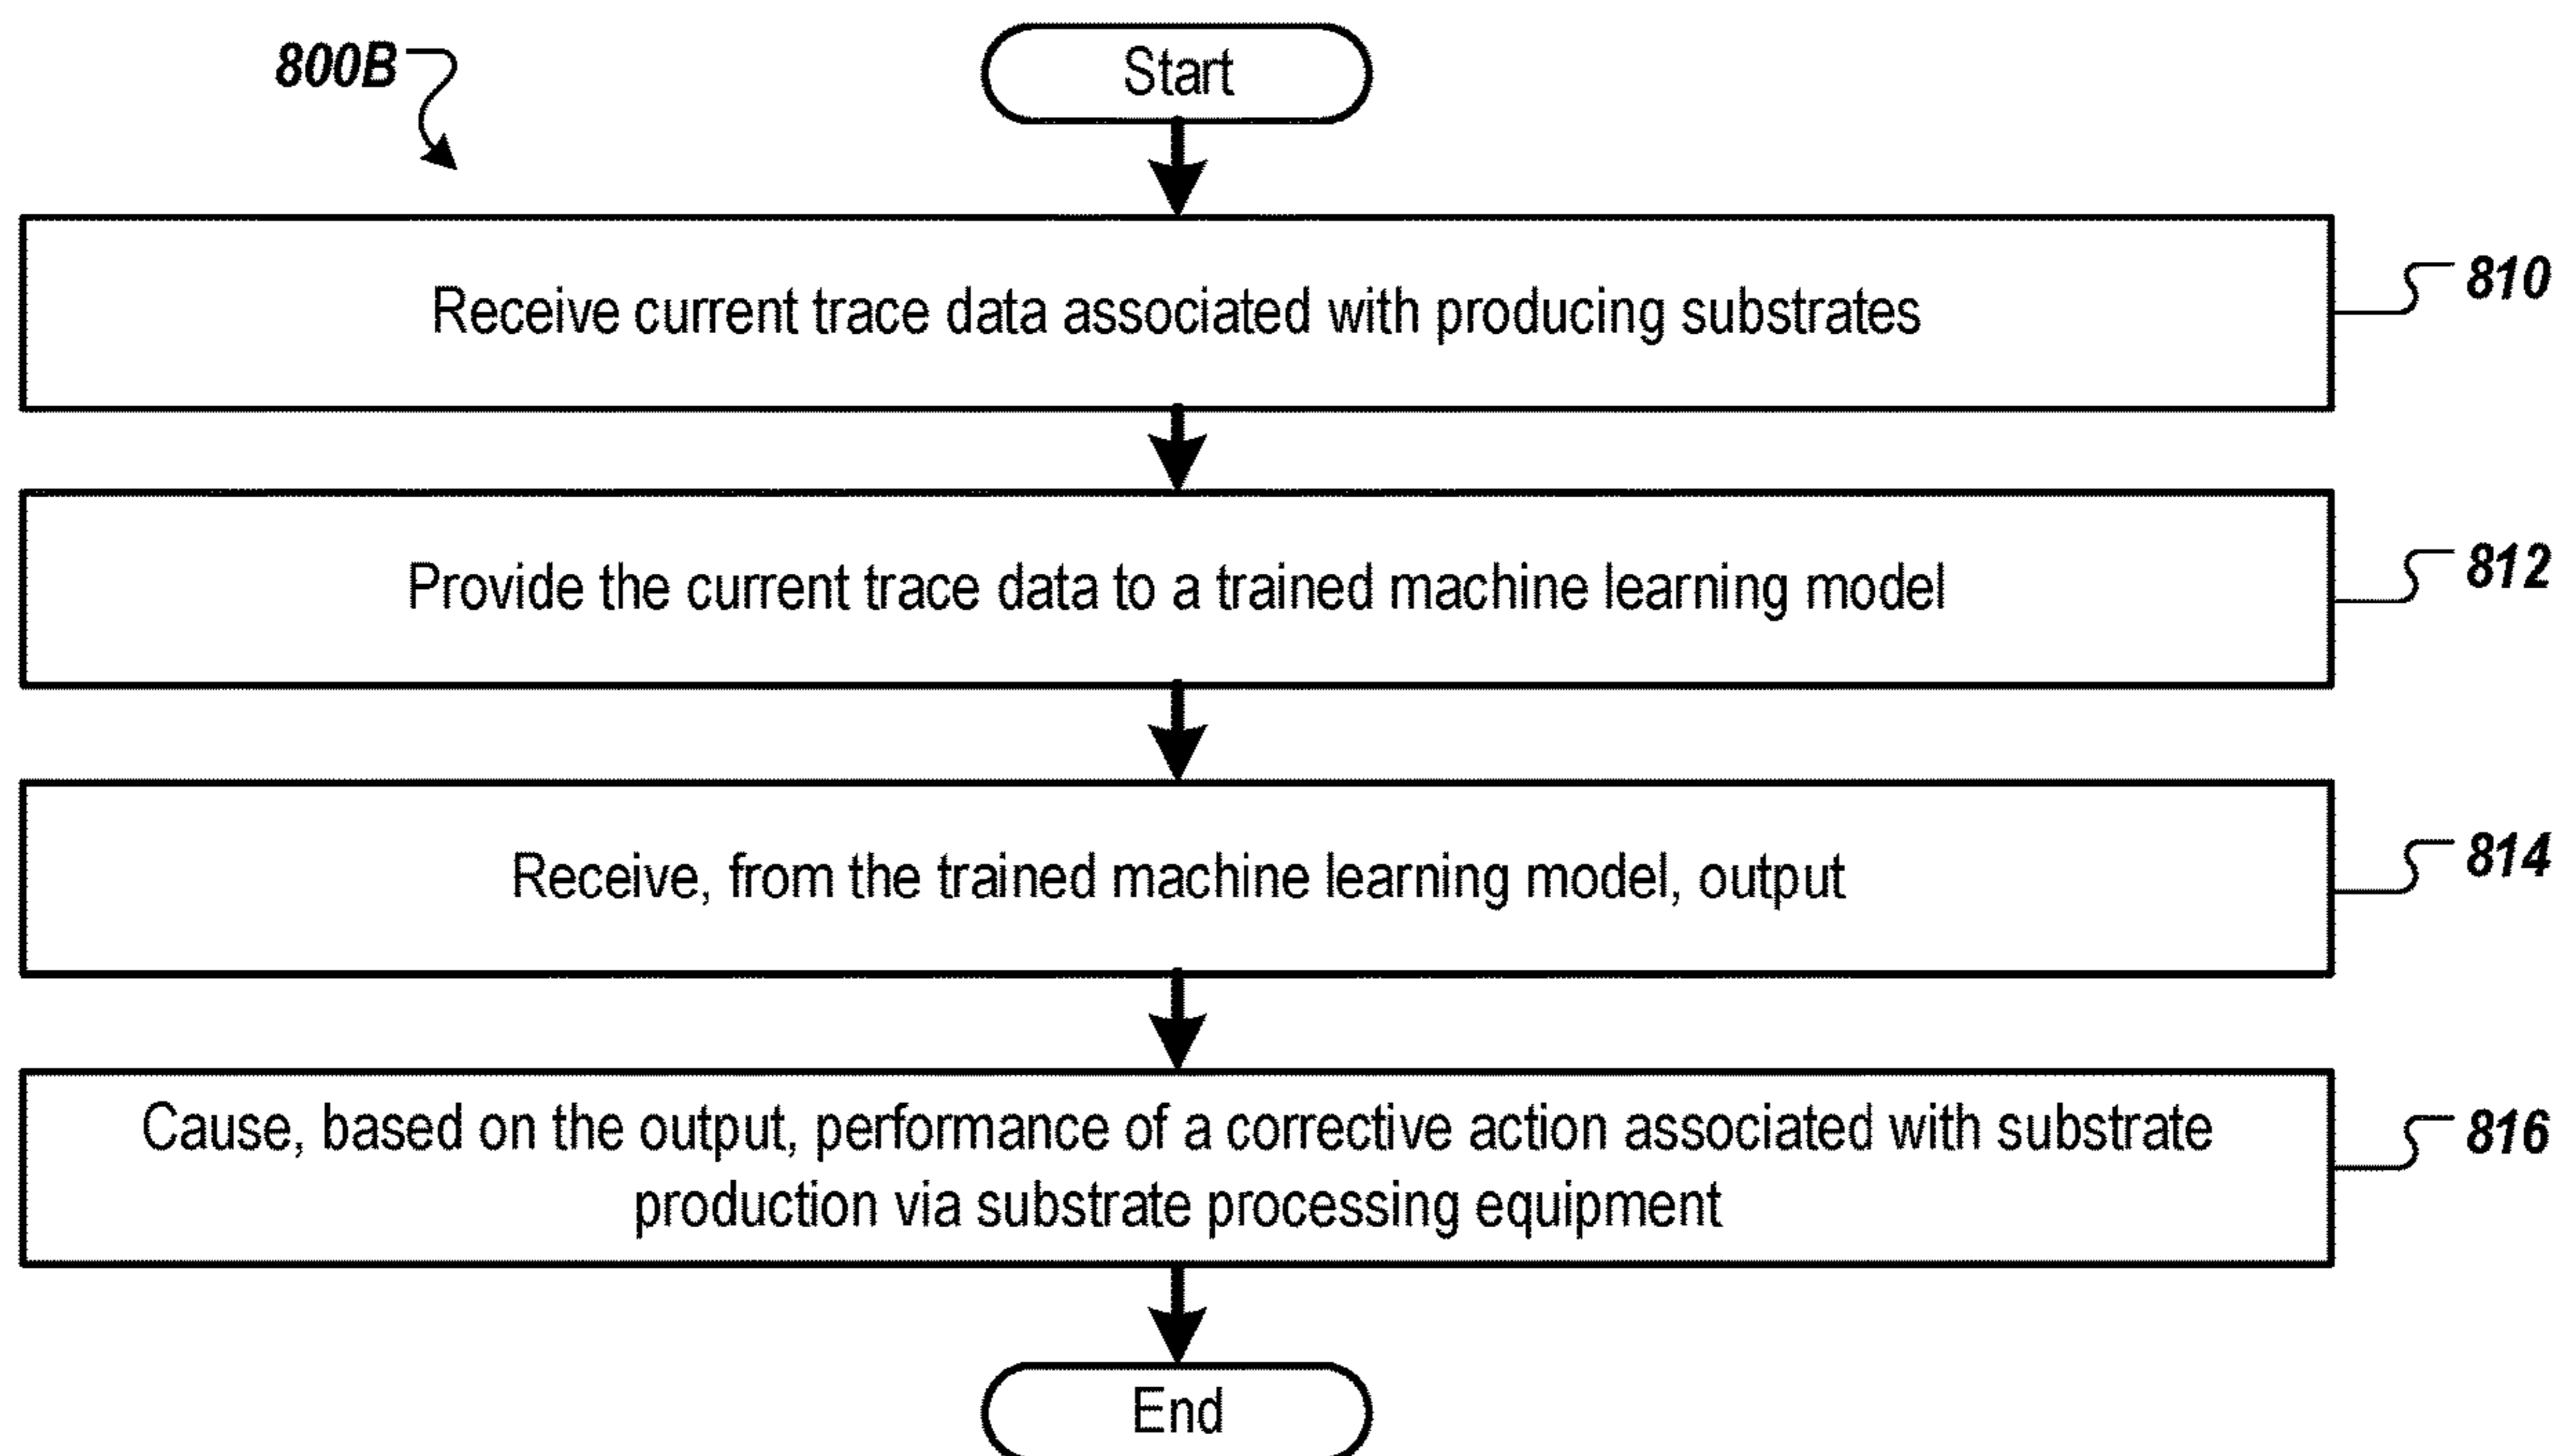 800B
Start
Receive current trace data associated with producing substrates
810
Provide the current trace data to a trained machine learning model
812
Receive, from the trained machine learning model, output
814
Cause, based on the output, performance of a corrective action associated with substrate
production via substrate processing equipment
816
End